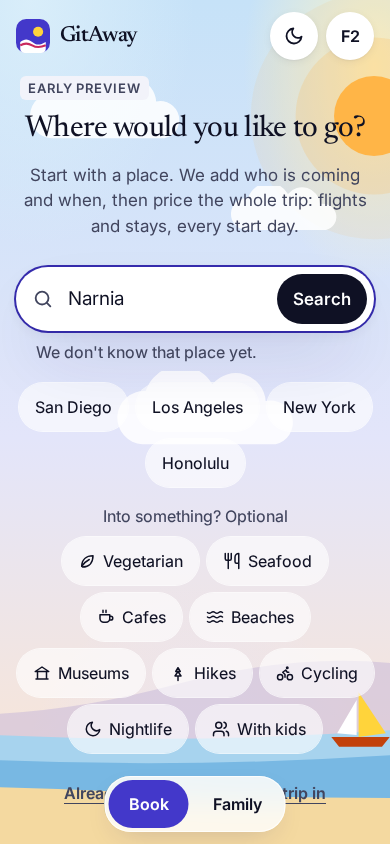 GitAway
F2
EARLY PREVIEW
Where would you like to go?
Start with a place. We add who is coming
and when, then price the whole trip: flights
and stays, every start day.
Narnia
Search
We don't know that place yet.
San Diego
Los Angeles
New York
Honolulu
Into something? Optional
Vegetarian
Seafood
Cafes
Beaches
Museums
Hikes
Cycling
Nightlife
With kids
trip in
Book
Family